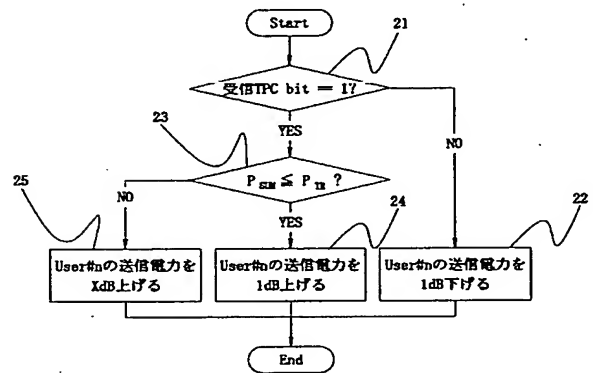 Start
21
受信TPC bit = 1?
YES
NO
23
P SUM ≦ P TH ?
25
NO
YES
24
22
User#nの送信電力を
XdB上げる
User#nの送信電力を
1dB上げる
User#nの送信電力を
1dB下げる
End